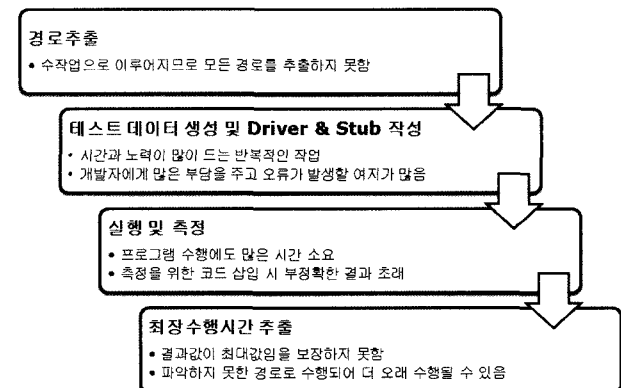 경로추출
• 수작업으로 이루어지므로 모든 경로를 추출하지 못함
테스트 데이터 생성 및 Driver & Stub 작성
• 시간과 노력이 많이 드는 반복적인 작업
• 개발자에게 많은 부담을 주고 오류가 발생할 여지가 많음
실행 및 측정
• 프로그램 수행에도 많은 시간 소요
• 측정을 위한 코드 삽입 시 부정확한 결과 초래
최장수행시간 추출
• 결과값이 최대값임을 보장하지 못함
• 파악하지 못한 경로로 수행되어 더 오래 수행될 수 있음